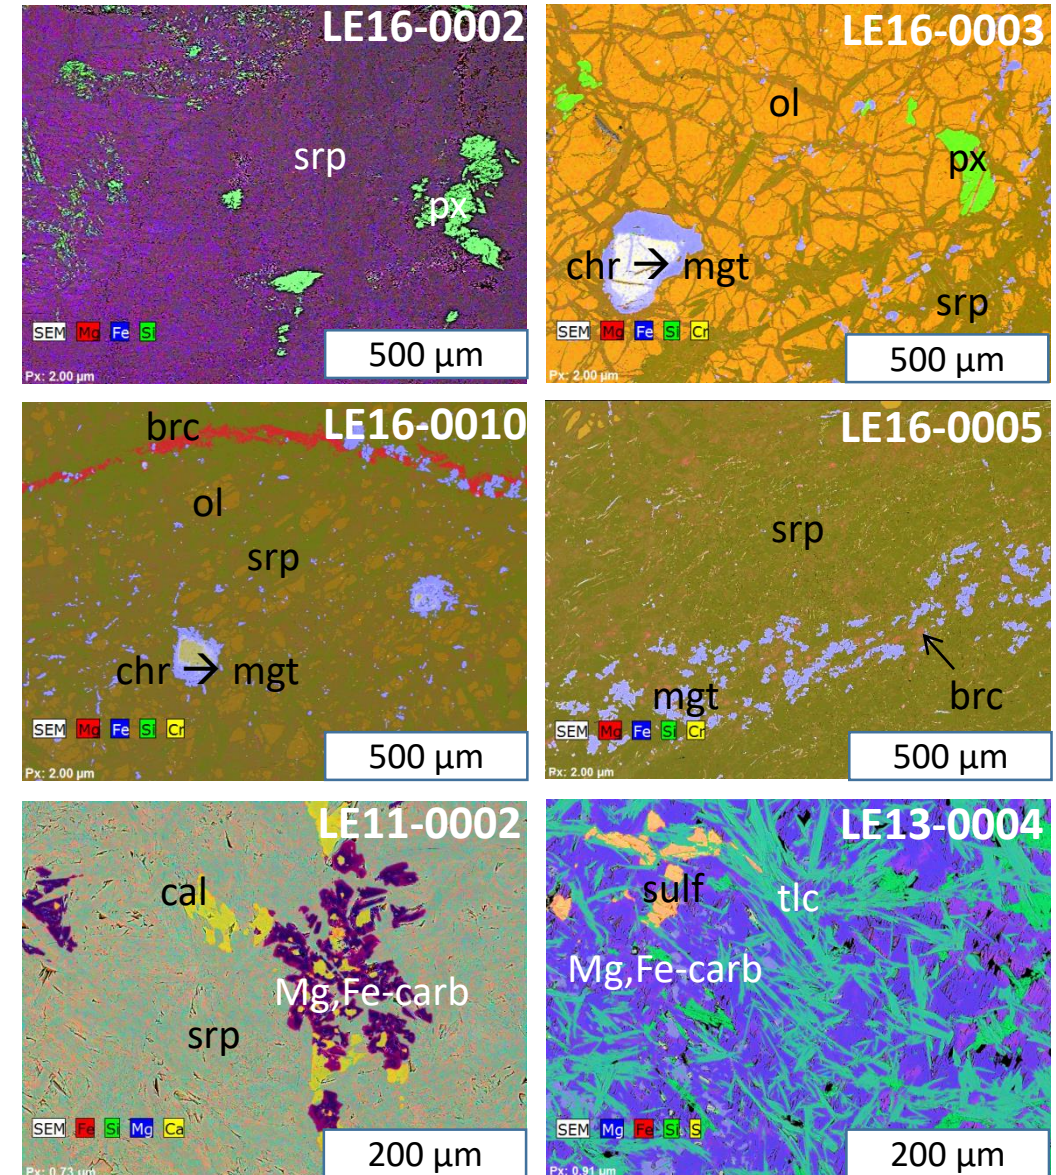 LE16-0002
srp
px
SEM Mg Fe Si
500 µm
Px: 2.00 µm
LE16-0003
ol
px
chr → mgt
srp
SEM Mg Fe Si Cr
500 µm
Px: 2.00 µm
LE16-0010
brc
ol
srp
chr → mgt
SEM Mg Fe Si Cr
500 µm
Px: 2.00 µm
LE16-0005
srp
mgt
brc
SEM Mg Fe Si Cr
500 µm
Px: 2.00 µm
LE11-0002
cal
Mg,Fe-carb
srp
SEM Fe Si Mg Ca
200 µm
Px: 0.73 µm
LE13-0004
sulf
tlc
Mg,Fe-carb
SEM Mg Fe Si S
200 µm
Px: 0.91 µm